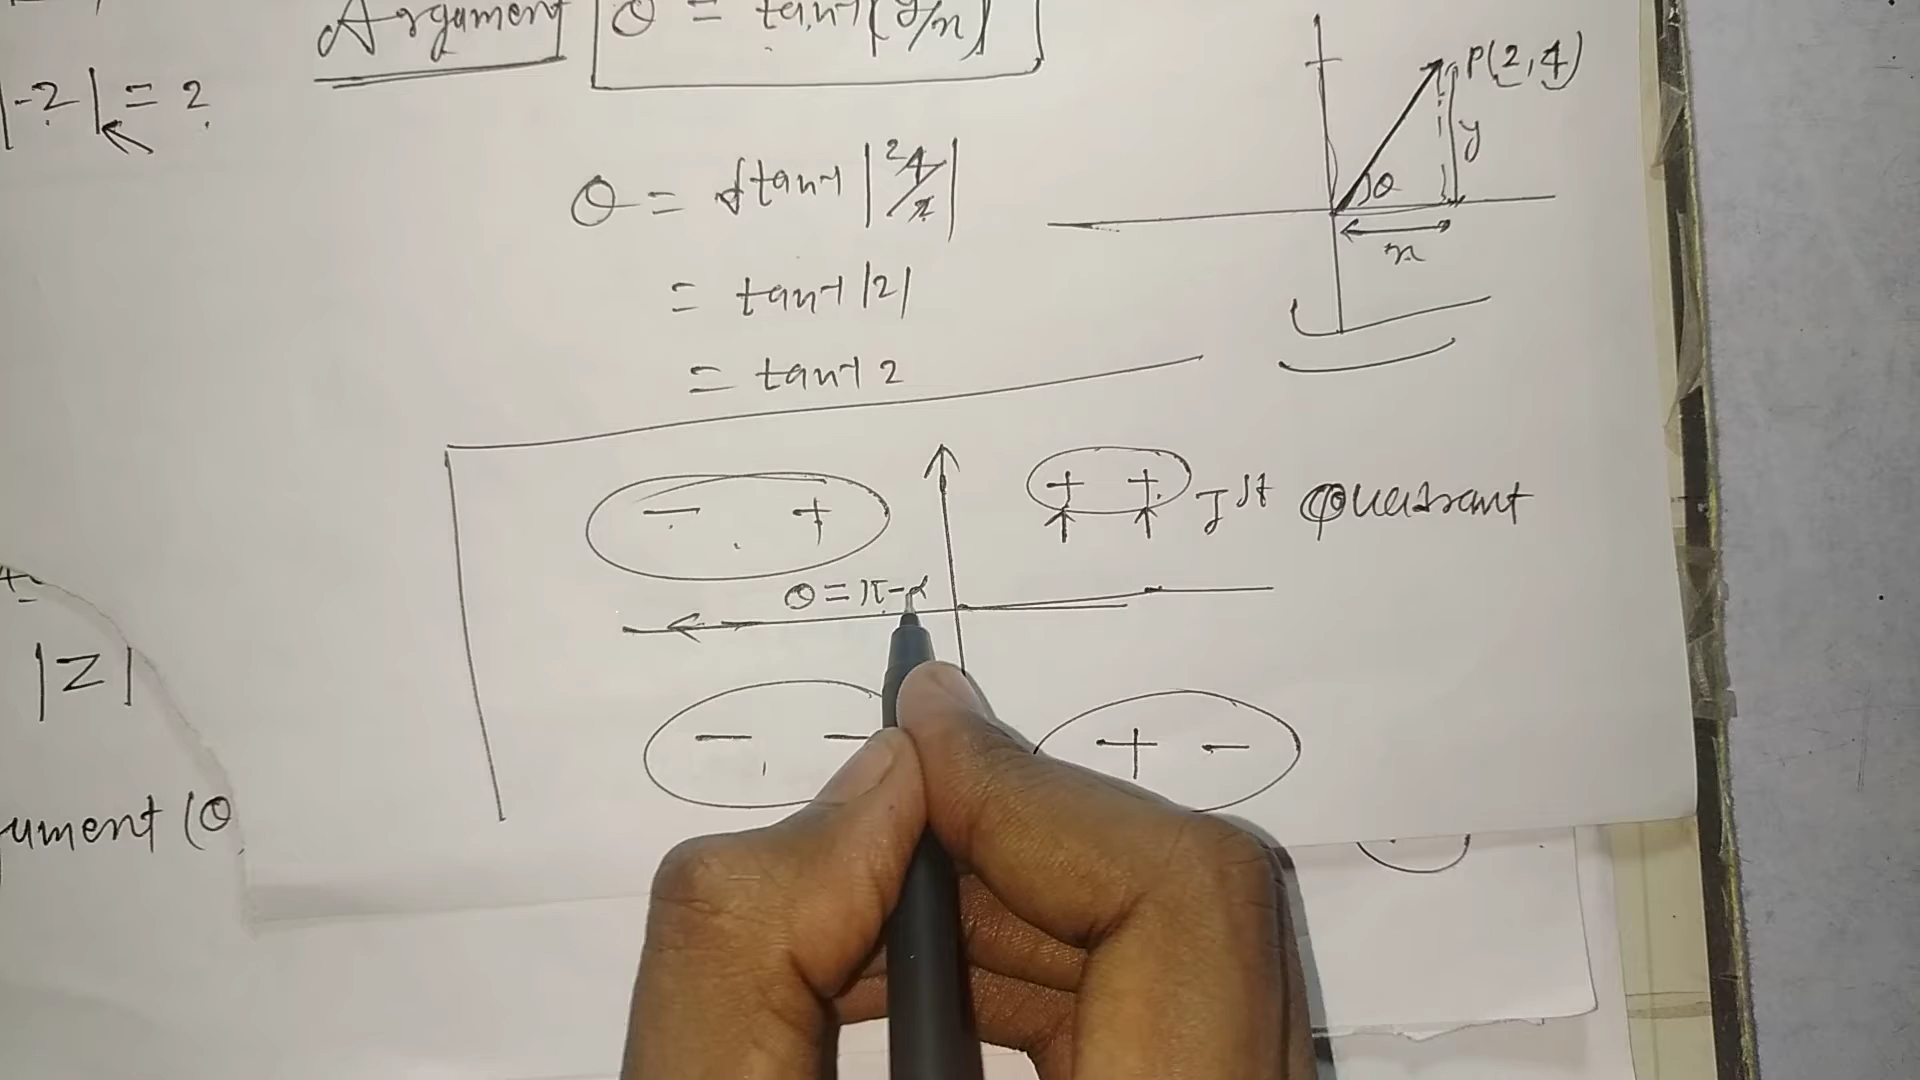 Argument θ = tan-1(y/x)
|-2| = 2
P(2,4)
y
θ
x
θ = tan-1 |4/2|
2
= tan-1 |2|
= tan-1 2
- +
+ + Ist Quadrant
θ = π-α
|Z|
- -
+ -
ument (θ